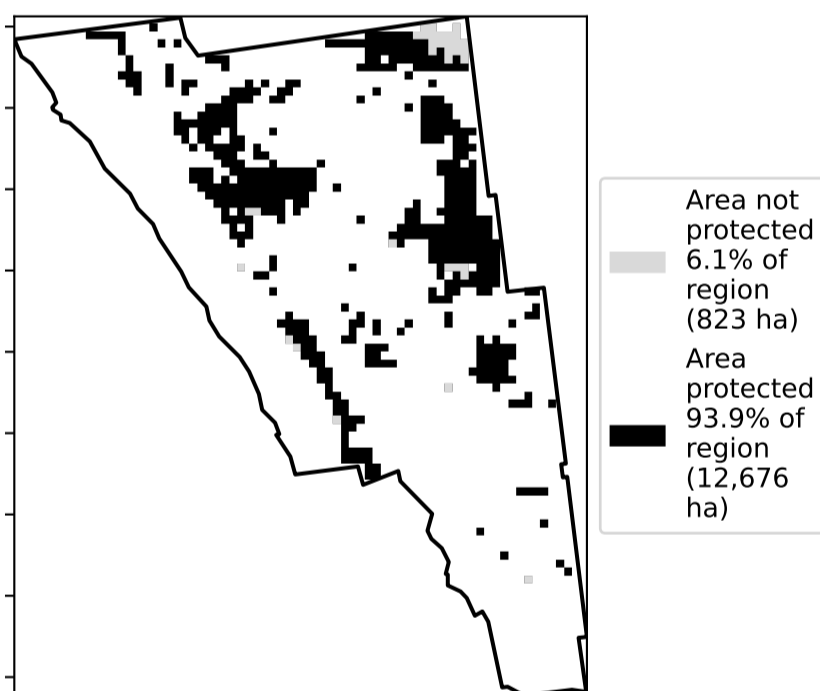 Area not
protected
6.1% of
region
(823 ha)
Area
protected
93.9% of
region
(12,676
ha)